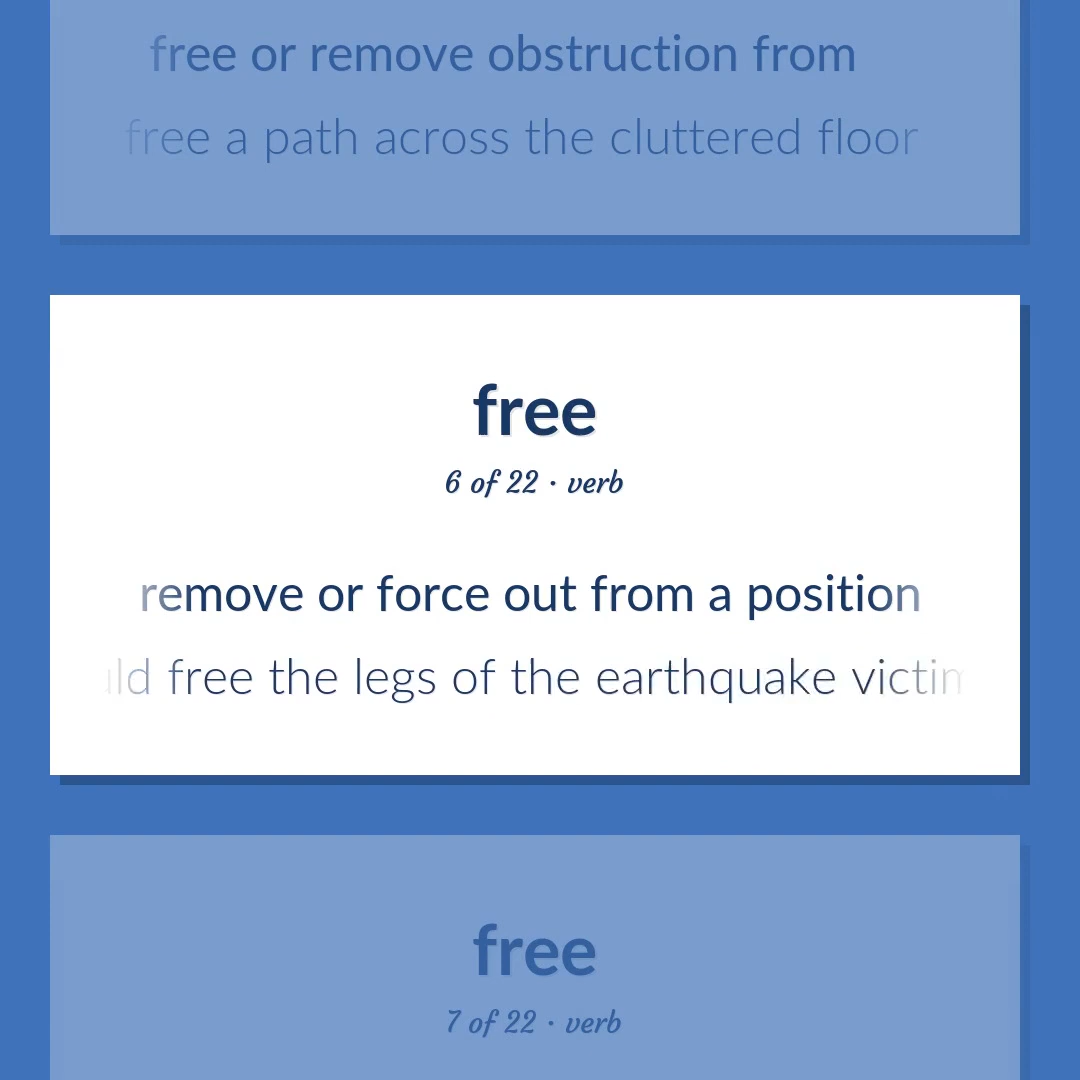 free or remove obstruction from
free a path across the cluttered floor
free
6 of 22 · verb
remove or force out from a position
free the legs of the earthquake
free
7 of 22 · verb